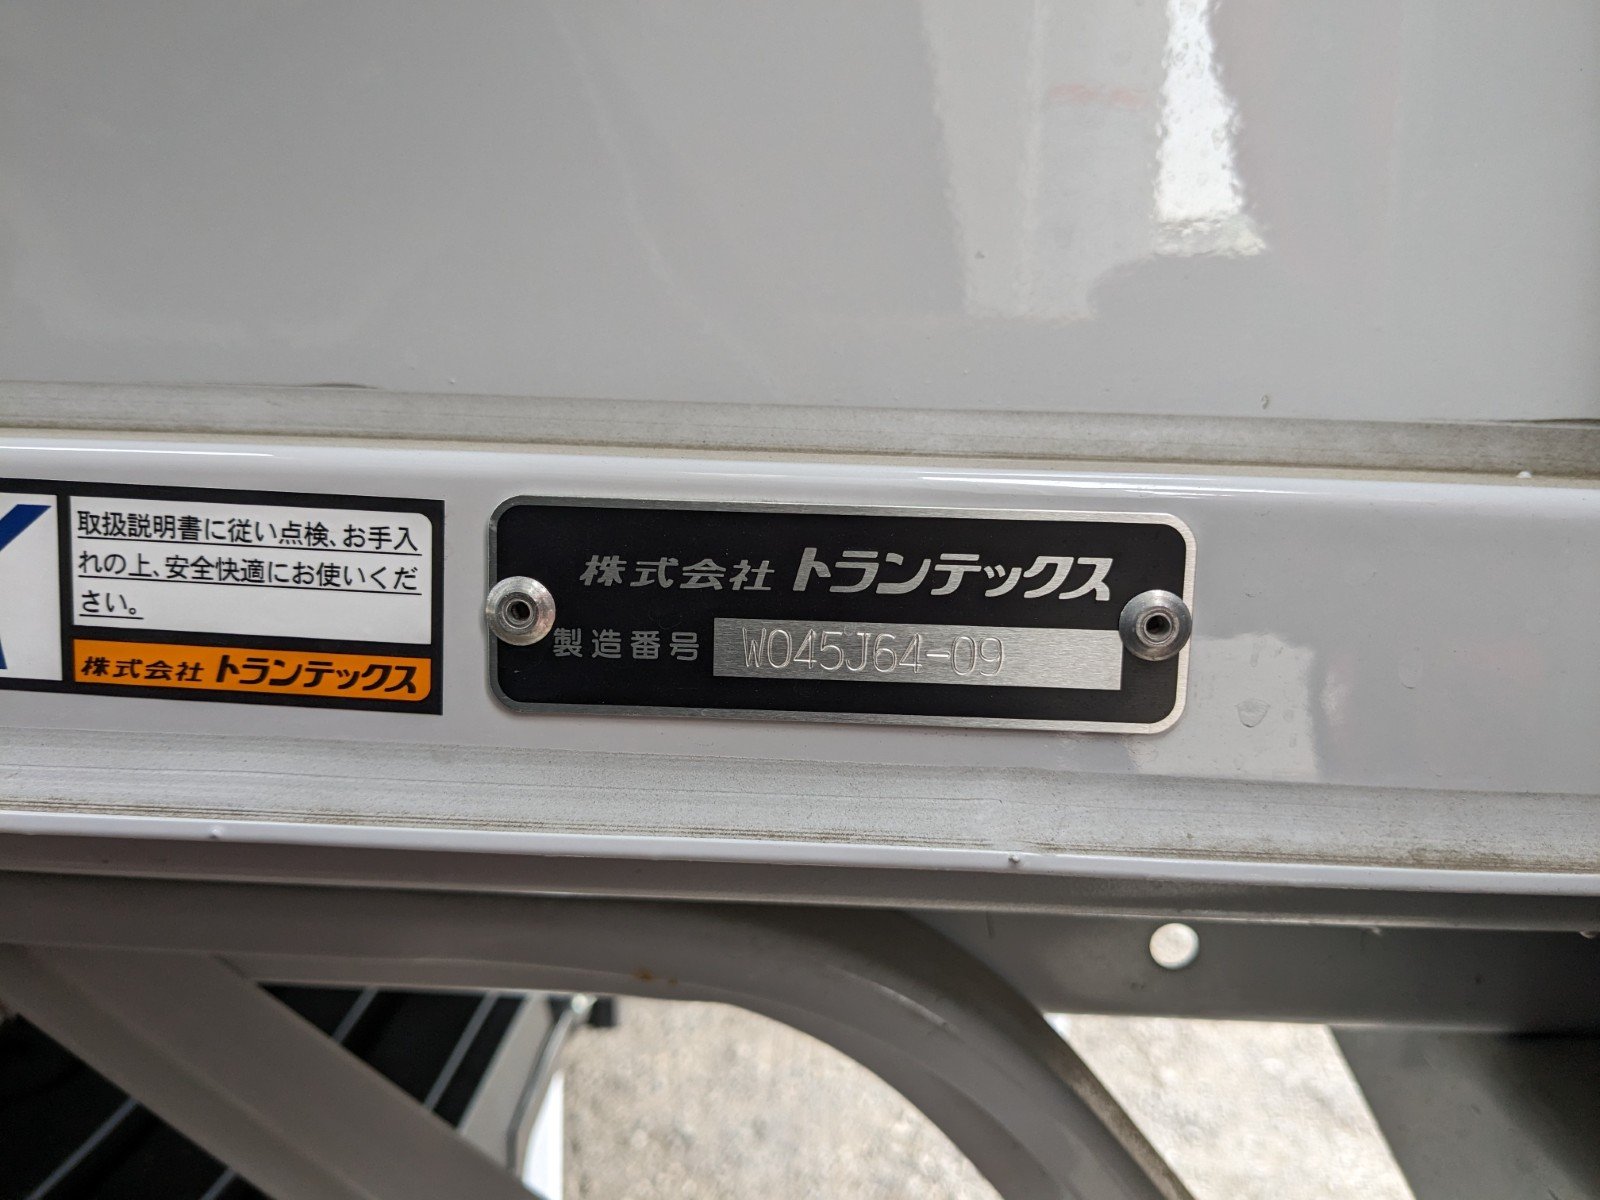 取扱説明書に従い点検、お手入
れの上、安全快適にお使いくだ
さい。
株式会社 トランテックス
株式会社 トランテックス
製造番号 W045J64-09